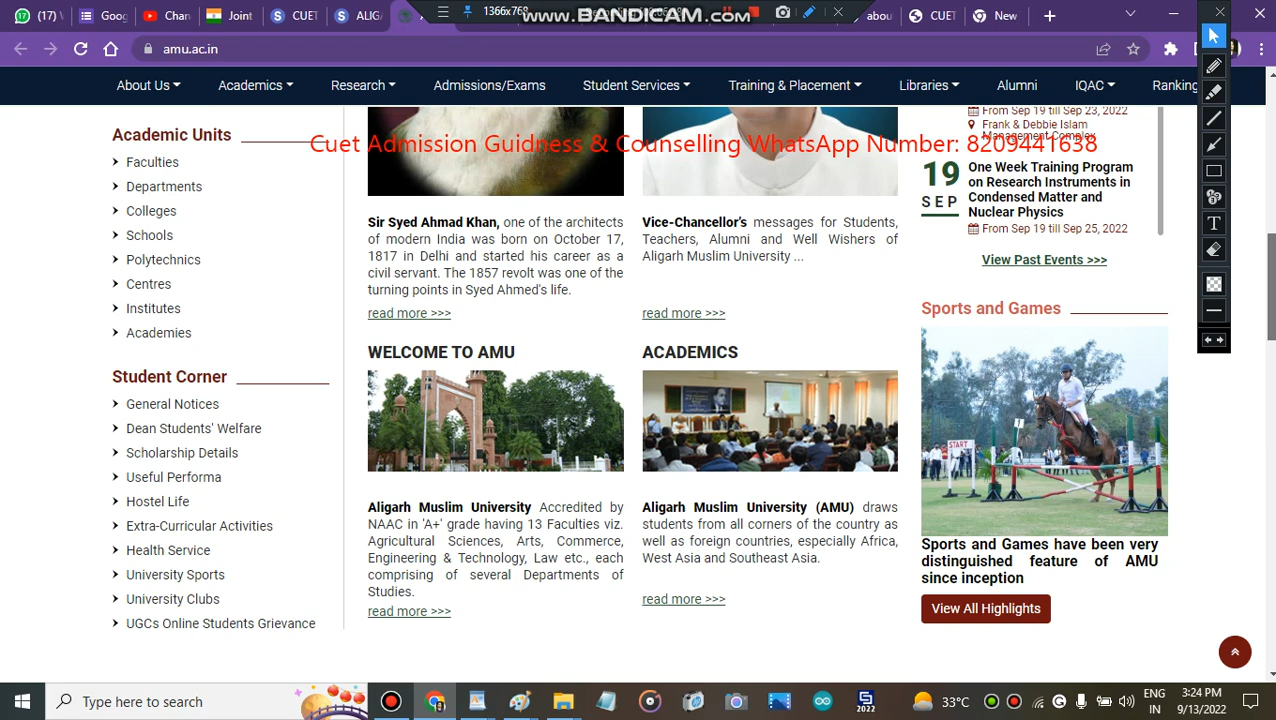 (17)
Goog
Chan
Joint
CUET
ALIG
1366x768
www.BANDICAM.com
abou
CUET
New
amu.ac.in
About Us
Academics
Research
Admissions/Exams
Student Services
Training & Placement
Libraries
Alumni
IQAC
Ranking
Cuet Admission Guidness & Counselling WhatsApp Number: 8209441638
Academic Units
Faculties
Departments
Colleges
Schools
Polytechnics
Centres
Institutes
Academies
Student Corner
General Notices
Dean Students' Welfare
Scholarship Details
Useful Performa
Hostel Life
Extra-Curricular Activities
Health Service
University Sports
University Clubs
UGCs Online Students Grievance
Sir Syed Ahmad Khan, one of the architects
of modern India was born on October 17,
1817 in Delhi and started his career as a
civil servant. The 1857 revolt was one of the
turning points in Syed Ahmed's life.
read more >>>
Vice-Chancellor's messages for Students,
Teachers, Alumni and Well Wishers of
Aligarh Muslim University ...
read more >>>
WELCOME TO AMU
Aligarh Muslim University Accredited by
NAAC in 'A+' grade having 13 Faculties viz.
Agricultural Sciences, Arts, Commerce,
Engineering & Technology, Law etc., each
comprising of several Departments of
Studies.
read more >>>
ACADEMICS
Aligarh Muslim University (AMU) draws
students from all corners of the country as
well as foreign countries, especially Africa,
West Asia and Southeast Asia.
read more >>>
From Sep 19 till Sep 23, 2022
Frank & Debbie Islam
Management Complex
19
SEP
One Week Training Program
on Research Instruments in
Condensed Matter and
Nuclear Physics
From Sep 19 till Sep 25, 2022
View Past Events >>>
Sports and Games
START
Sports and Games have been very
distinguished feature of AMU
since inception
View All Highlights
Type here to search
2022
33°C
ENG
IN
3:24 PM
9/13/2022